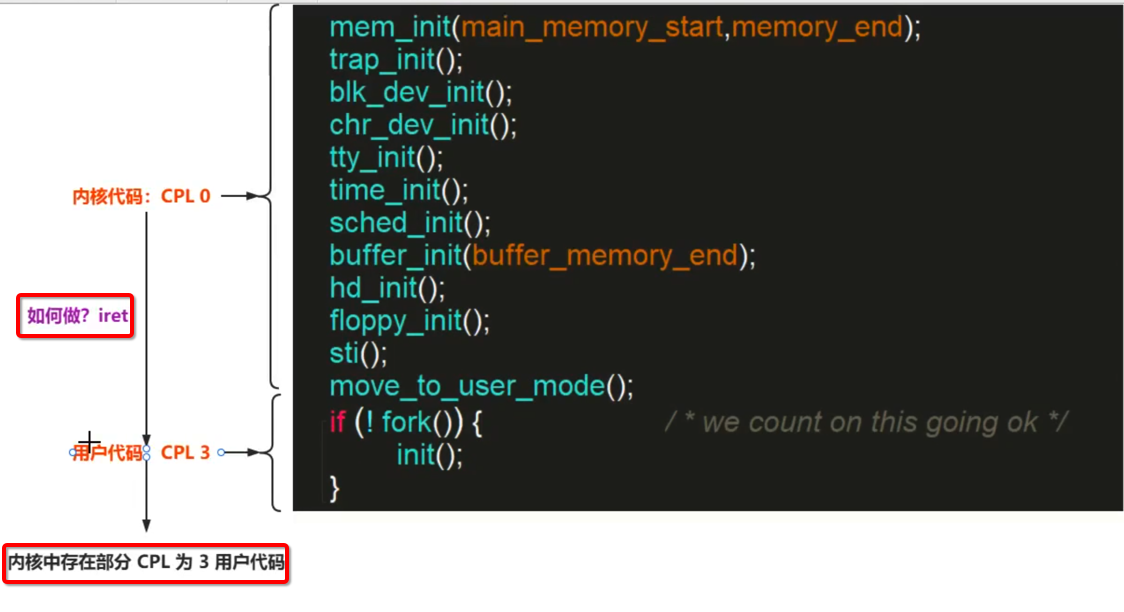 mem_init(main_memory_start,memory_end);
trap_init();
blk_dev_init();
chr_dev_init();
tty_init();
time_init();
内核代码：CPL 0
sched_init();
buffer_init(buffer_memory_end);
hd_init();
如何做？iret
floppy_init();
sti();
move_to_user_mode();
if (! fork()) { / * we count on this going ok */
用户代码 CPL 3
init();
}
内核中存在部分 CPL 为 3 用户代码